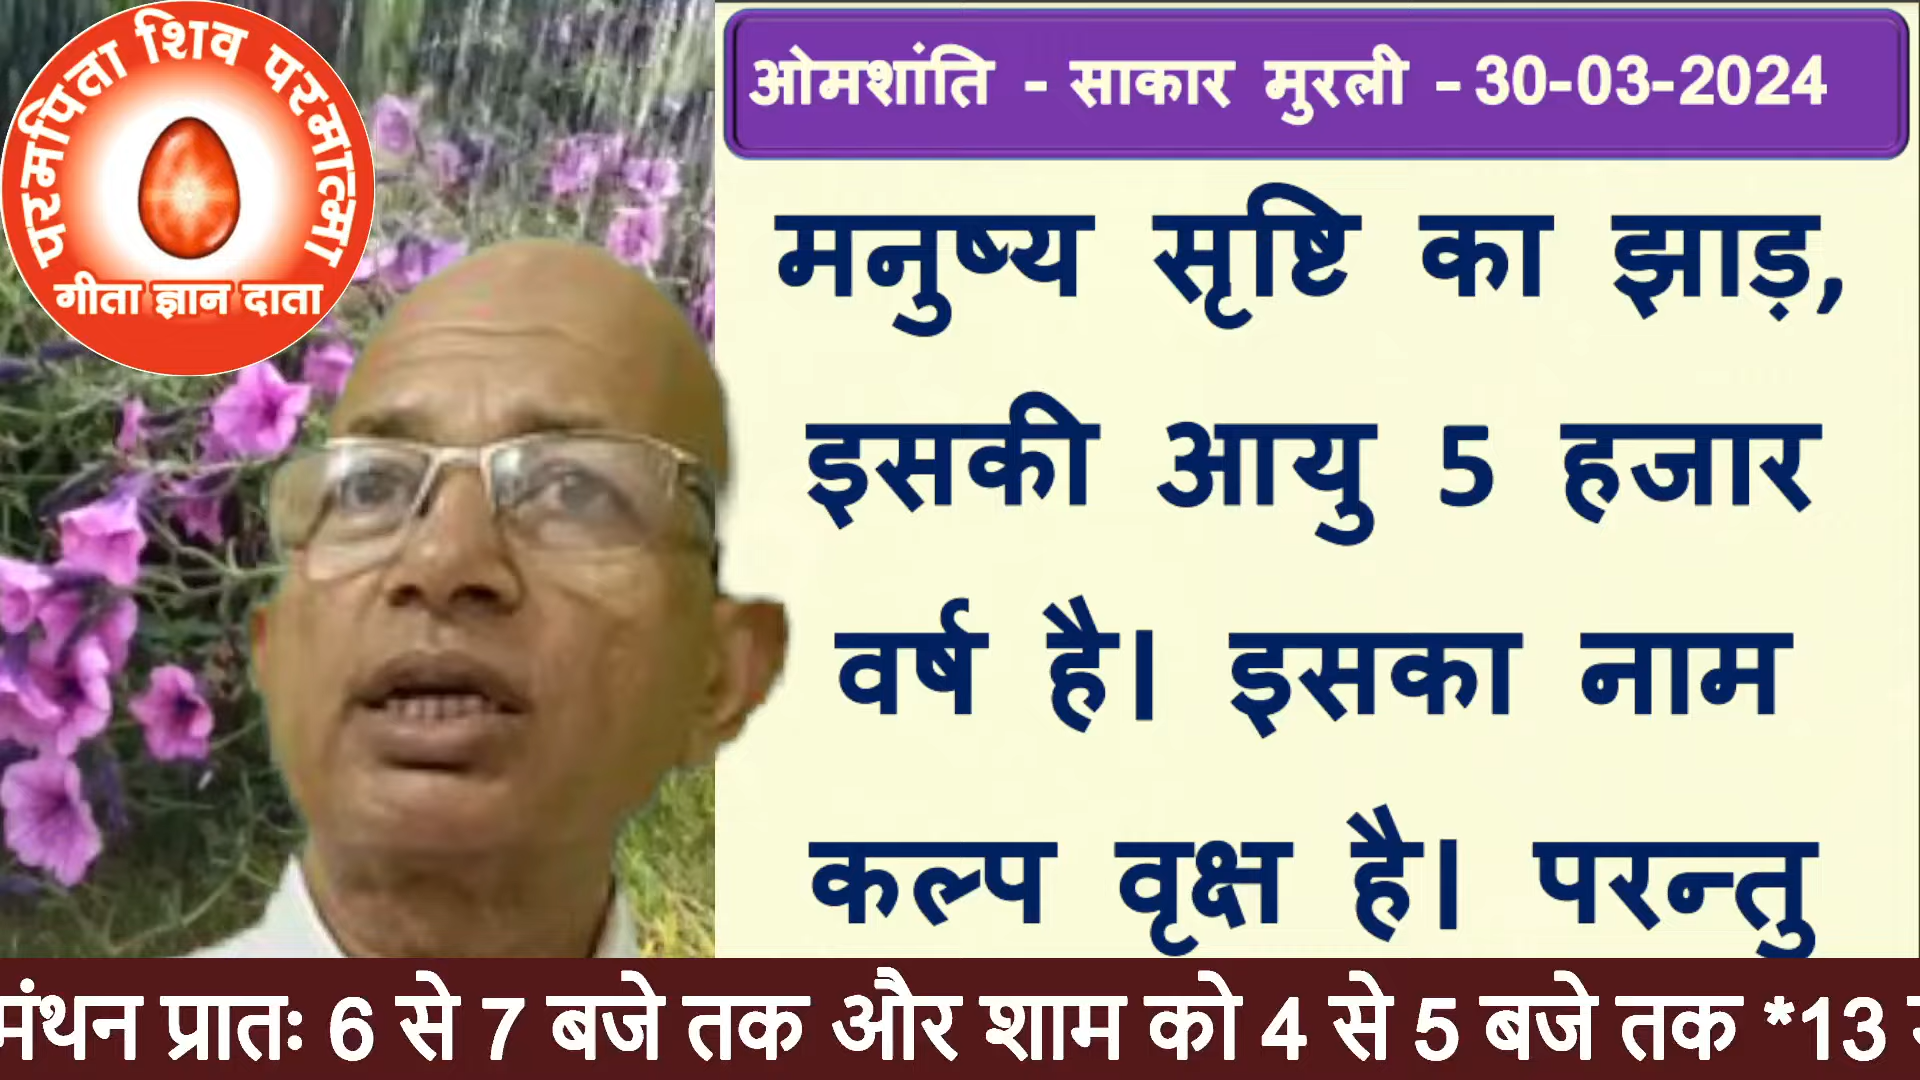 परमपिता शिव परमात्मा
गीता ज्ञान दाता
ओमशांति - साकार मुरली - 30-03-2024
मनुष्य सृष्टि का झाड़,
इसकी आयु 5 हजार
वर्ष है। इसका नाम
कल्प वृक्ष है। परन्तु
मंथन प्रातः 6 से 7 बजे तक और शाम को 4 से 5 बजे तक *13